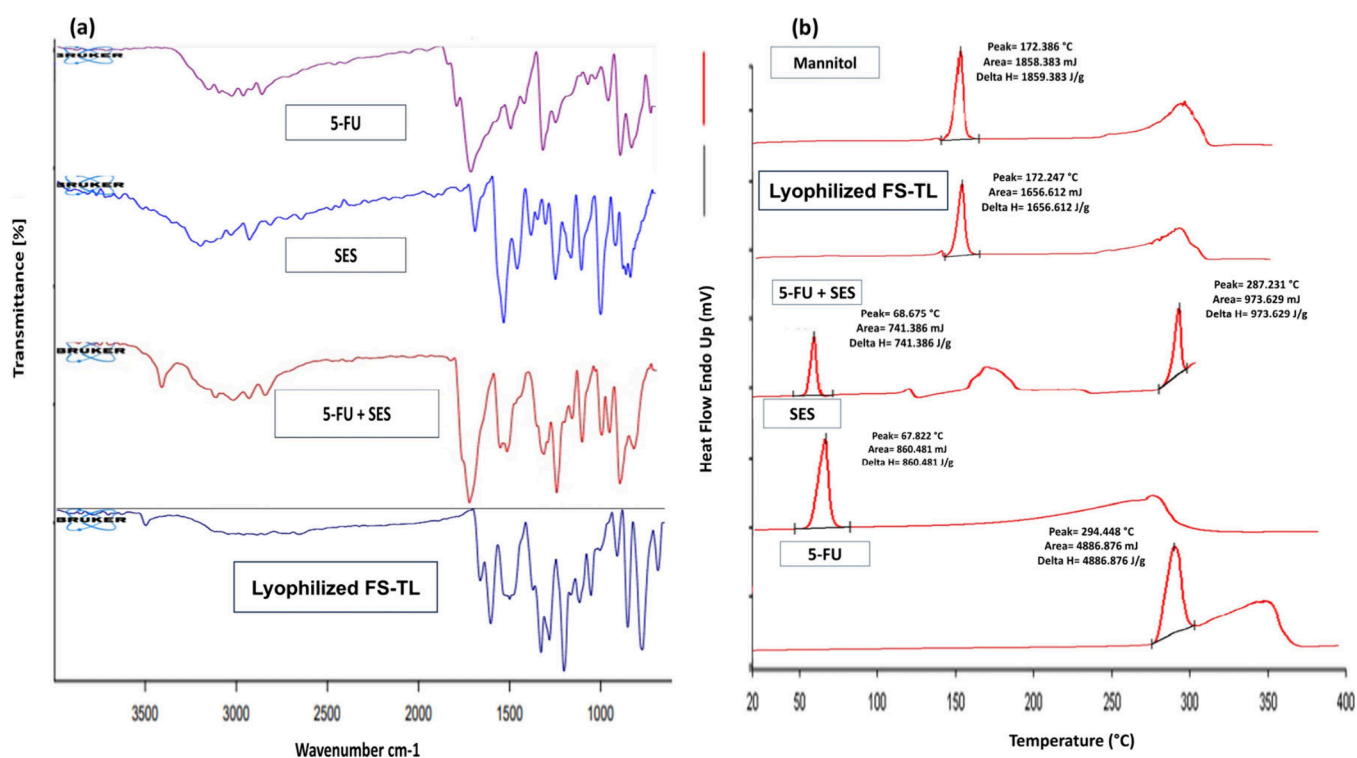 (a)
BRUKER
5-FU
BRUKER
SES
BRUKER
5-FU + SES
BRUKER
Lyophilized FS-TL
Transmittance [%]
3500
3000
2500
2000
1500
1000
Wavenumber cm-1
(b)
Mannitol
Peak= 172.386 °C
Area= 1858.383 mJ
Delta H= 1859.383 J/g
Lyophilized FS-TL
Peak= 172.247 °C
Area= 1656.612 mJ
Delta H= 1656.612 J/g
5-FU + SES
Peak= 68.675 °C
Area= 741.386 mJ
Delta H= 741.386 J/g
Peak= 287.231 °C
Area= 973.629 mJ
Delta H= 973.629 J/g
SES
Peak= 67.822 °C
Area= 860.481 mJ
Delta H= 860.481 J/g
5-FU
Peak= 294.448 °C
Area= 4886.876 mJ
Delta H= 4886.876 J/g
Heat Flow Endo Up (mV)
20
50
100
150
200
250
300
350
400
Temperature (°C)